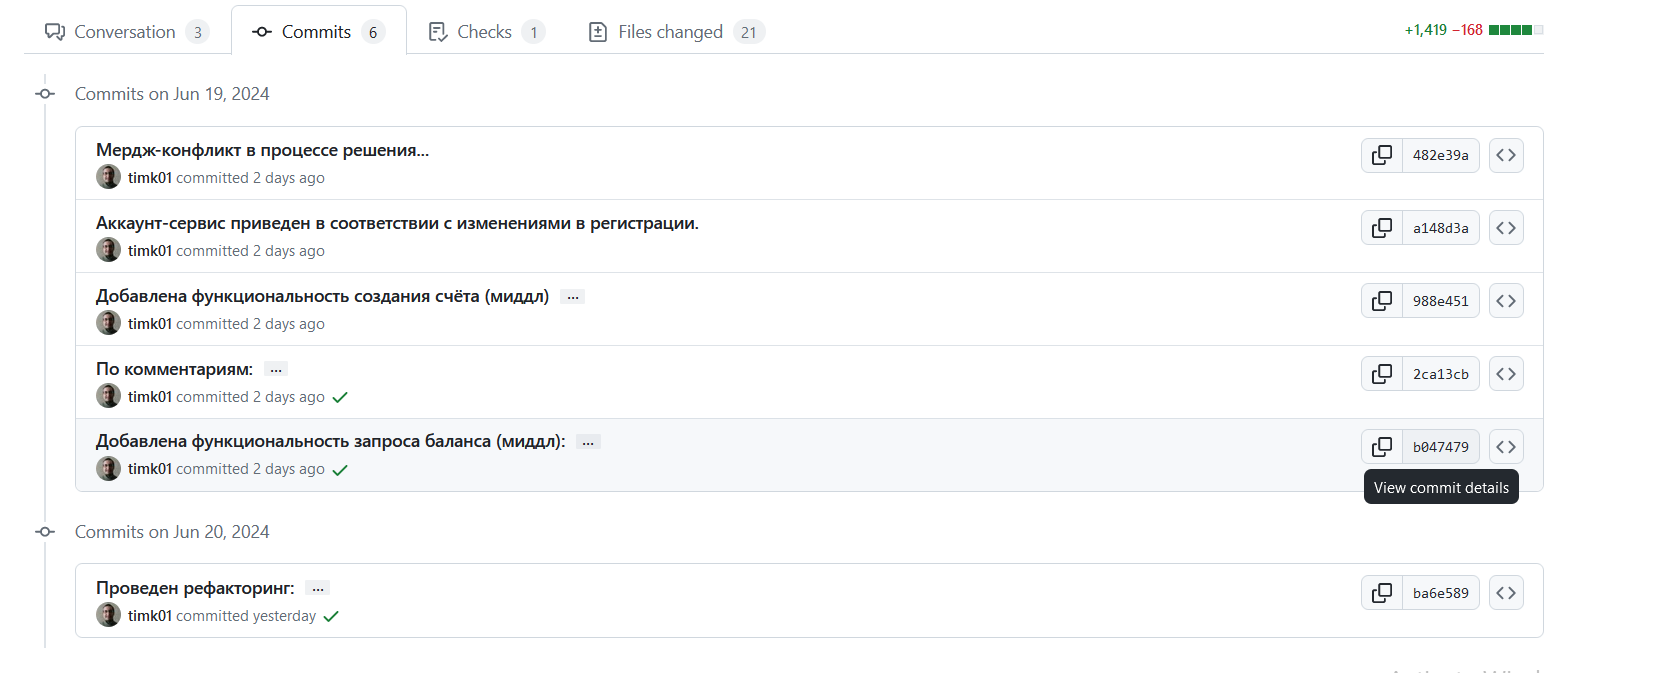 Conversation 3 Commits 6 Checks 1 Files changed 21 +1,419 −168
Commits on Jun 19, 2024
Мердж-конфликт в процессе решения...
482e39a
timk01 committed 2 days ago
Аккаунт-сервис приведен в соответствии с изменениями в регистрации.
a148d3a
timk01 committed 2 days ago
Добавлена функциональность создания счёта (миддл) ...
988e451
timk01 committed 2 days ago
По комментариям: ...
2ca13cb
timk01 committed 2 days ago
Добавлена функциональность запроса баланса (миддл): ...
b047479
timk01 committed 2 days ago
View commit details
Commits on Jun 20, 2024
Проведен рефакторинг: ...
ba6e589
timk01 committed yesterday